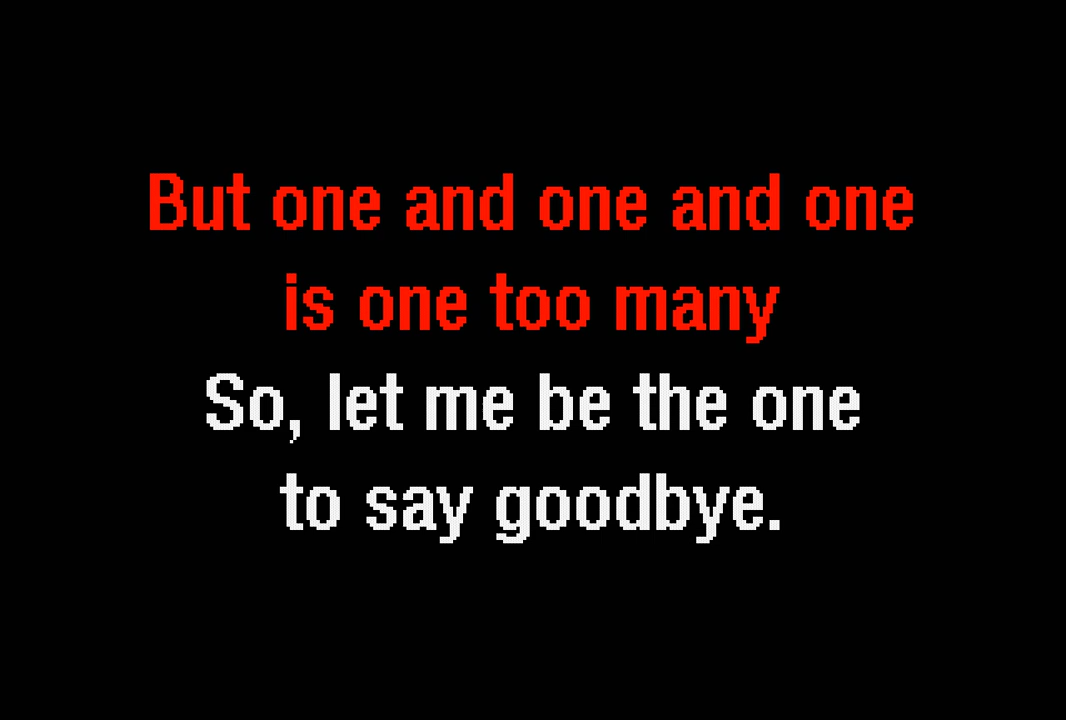 But one and one and one
is one too many
So, let me be the one
to say goodbye.